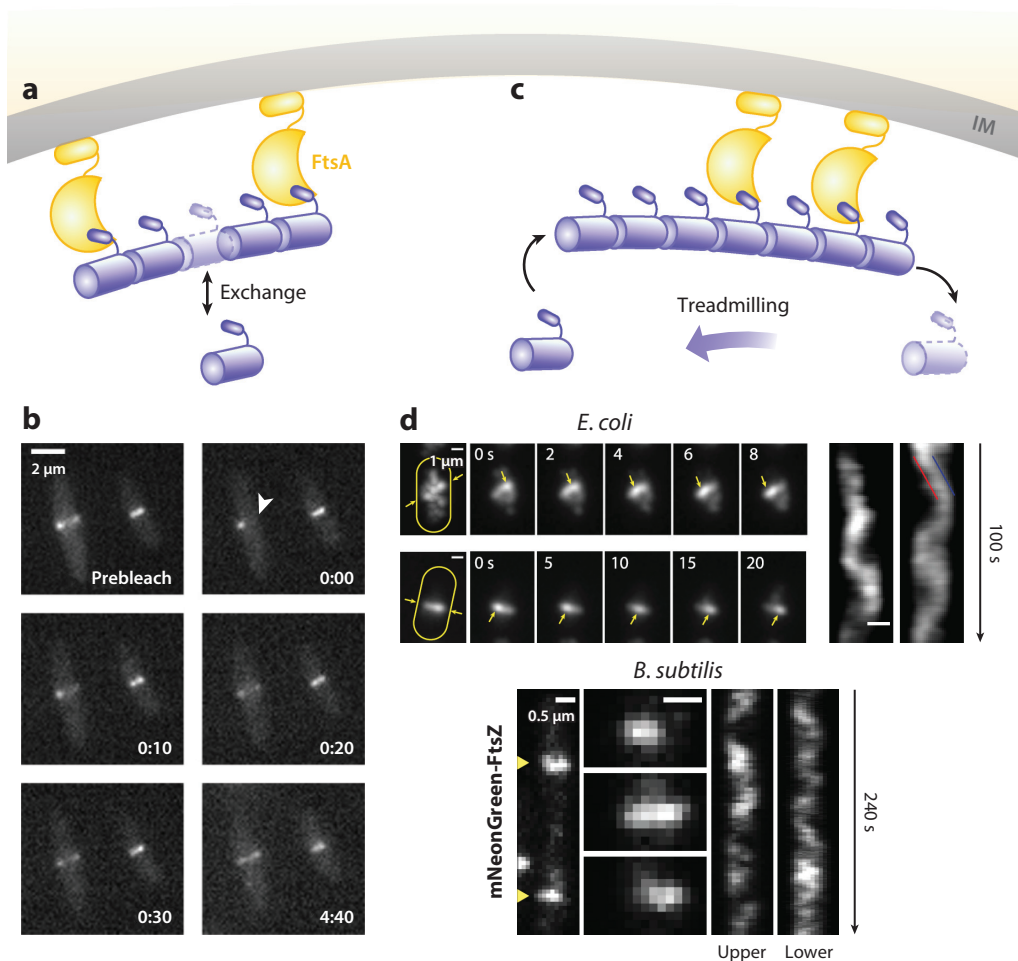 a
c
IM
FtsA
Exchange
Treadmilling
b
2 µm
Prebleach
0:00
0:10
0:20
0:30
4:40
d
E. coli
1 µm
0 s
2
4
6
8
0 s
5
10
15
20
100 s
B. subtilis
mNeonGreen-FtsZ
0.5 µm
240 s
Upper
Lower